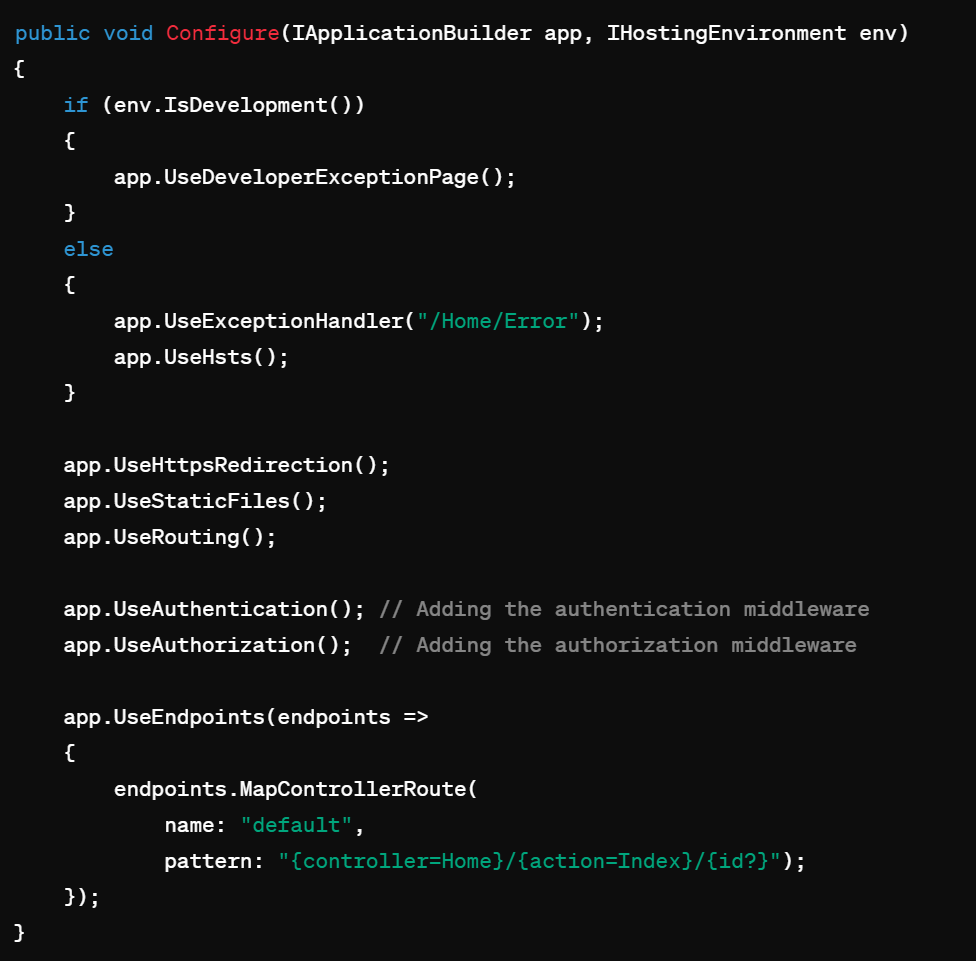 public void Configure(IApplicationBuilder app, IHostingEnvironment env)
{
    if (env.IsDevelopment())
    {
        app.UseDeveloperExceptionPage();
    }
    else
    {
        app.UseExceptionHandler("/Home/Error");
        app.UseHsts();
    }

    app.UseHttpsRedirection();
    app.UseStaticFiles();
    app.UseRouting();

    app.UseAuthentication(); // Adding the authentication middleware
    app.UseAuthorization();  // Adding the authorization middleware

    app.UseEndpoints(endpoints =>
    {
        endpoints.MapControllerRoute(
            name: "default",
            pattern: "{controller=Home}/{action=Index}/{id?}");
    });
}